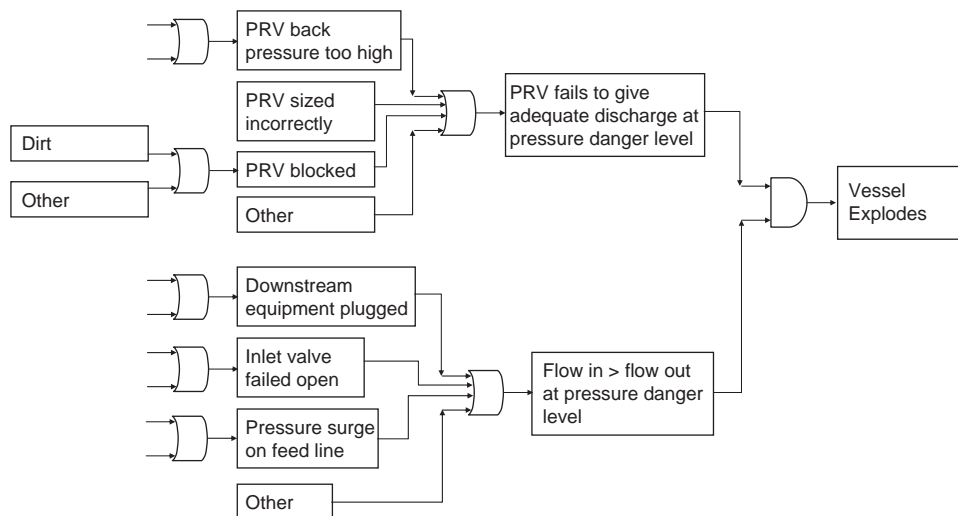 PRV back
pressure too high
PRV sized
incorrectly
Dirt
Other
PRV blocked
Other
PRV fails to give
adequate discharge at
pressure danger level
Vessel
Explodes
Downstream
equipment plugged
Inlet valve
failed open
Pressure surge
on feed line
Other
Flow in > flow out
at pressure danger
level